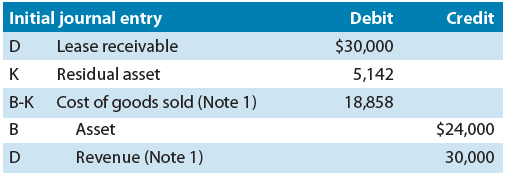 Initial journal entry Debit Credit
D Lease receivable $30,000
K Residual asset 5,142
B-K Cost of goods sold (Note 1) 18,858
B Asset $24,000
D Revenue (Note 1) 30,000